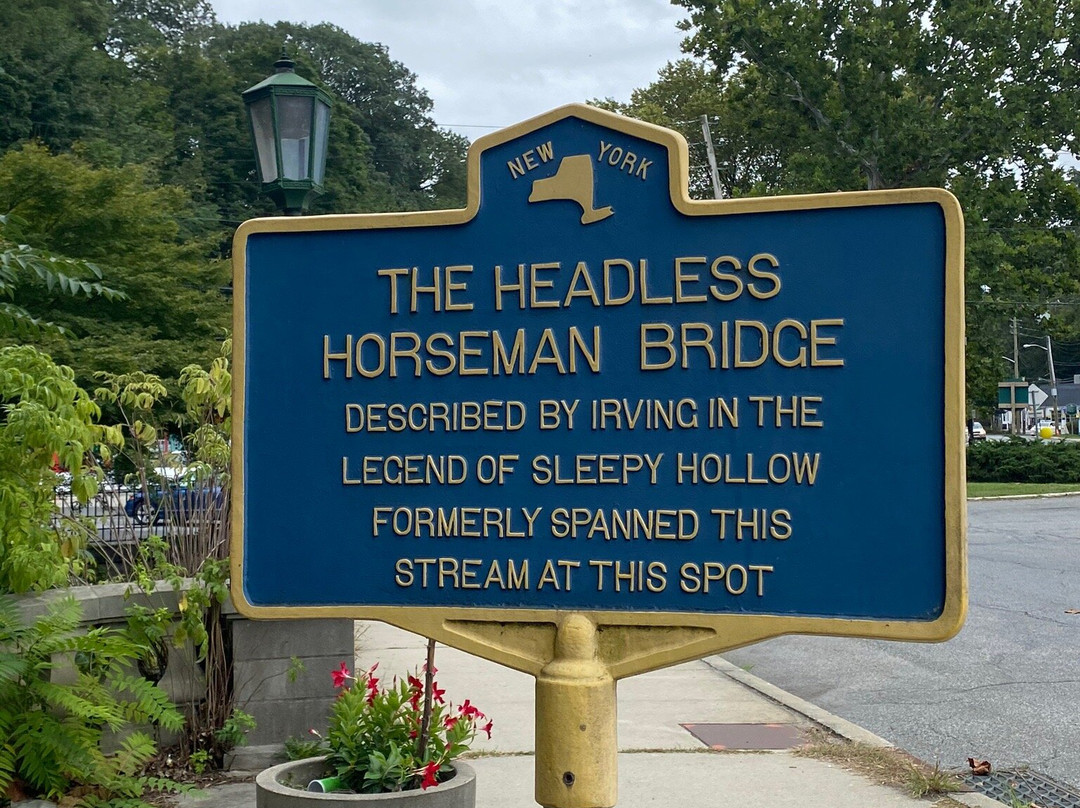 NEW YORK
THE HEADLESS
HORSEMAN BRIDGE
DESCRIBED BY IRVING IN THE
LEGEND OF SLEEPY HOLLOW
FORMERLY SPANNED THIS
STREAM AT THIS SPOT